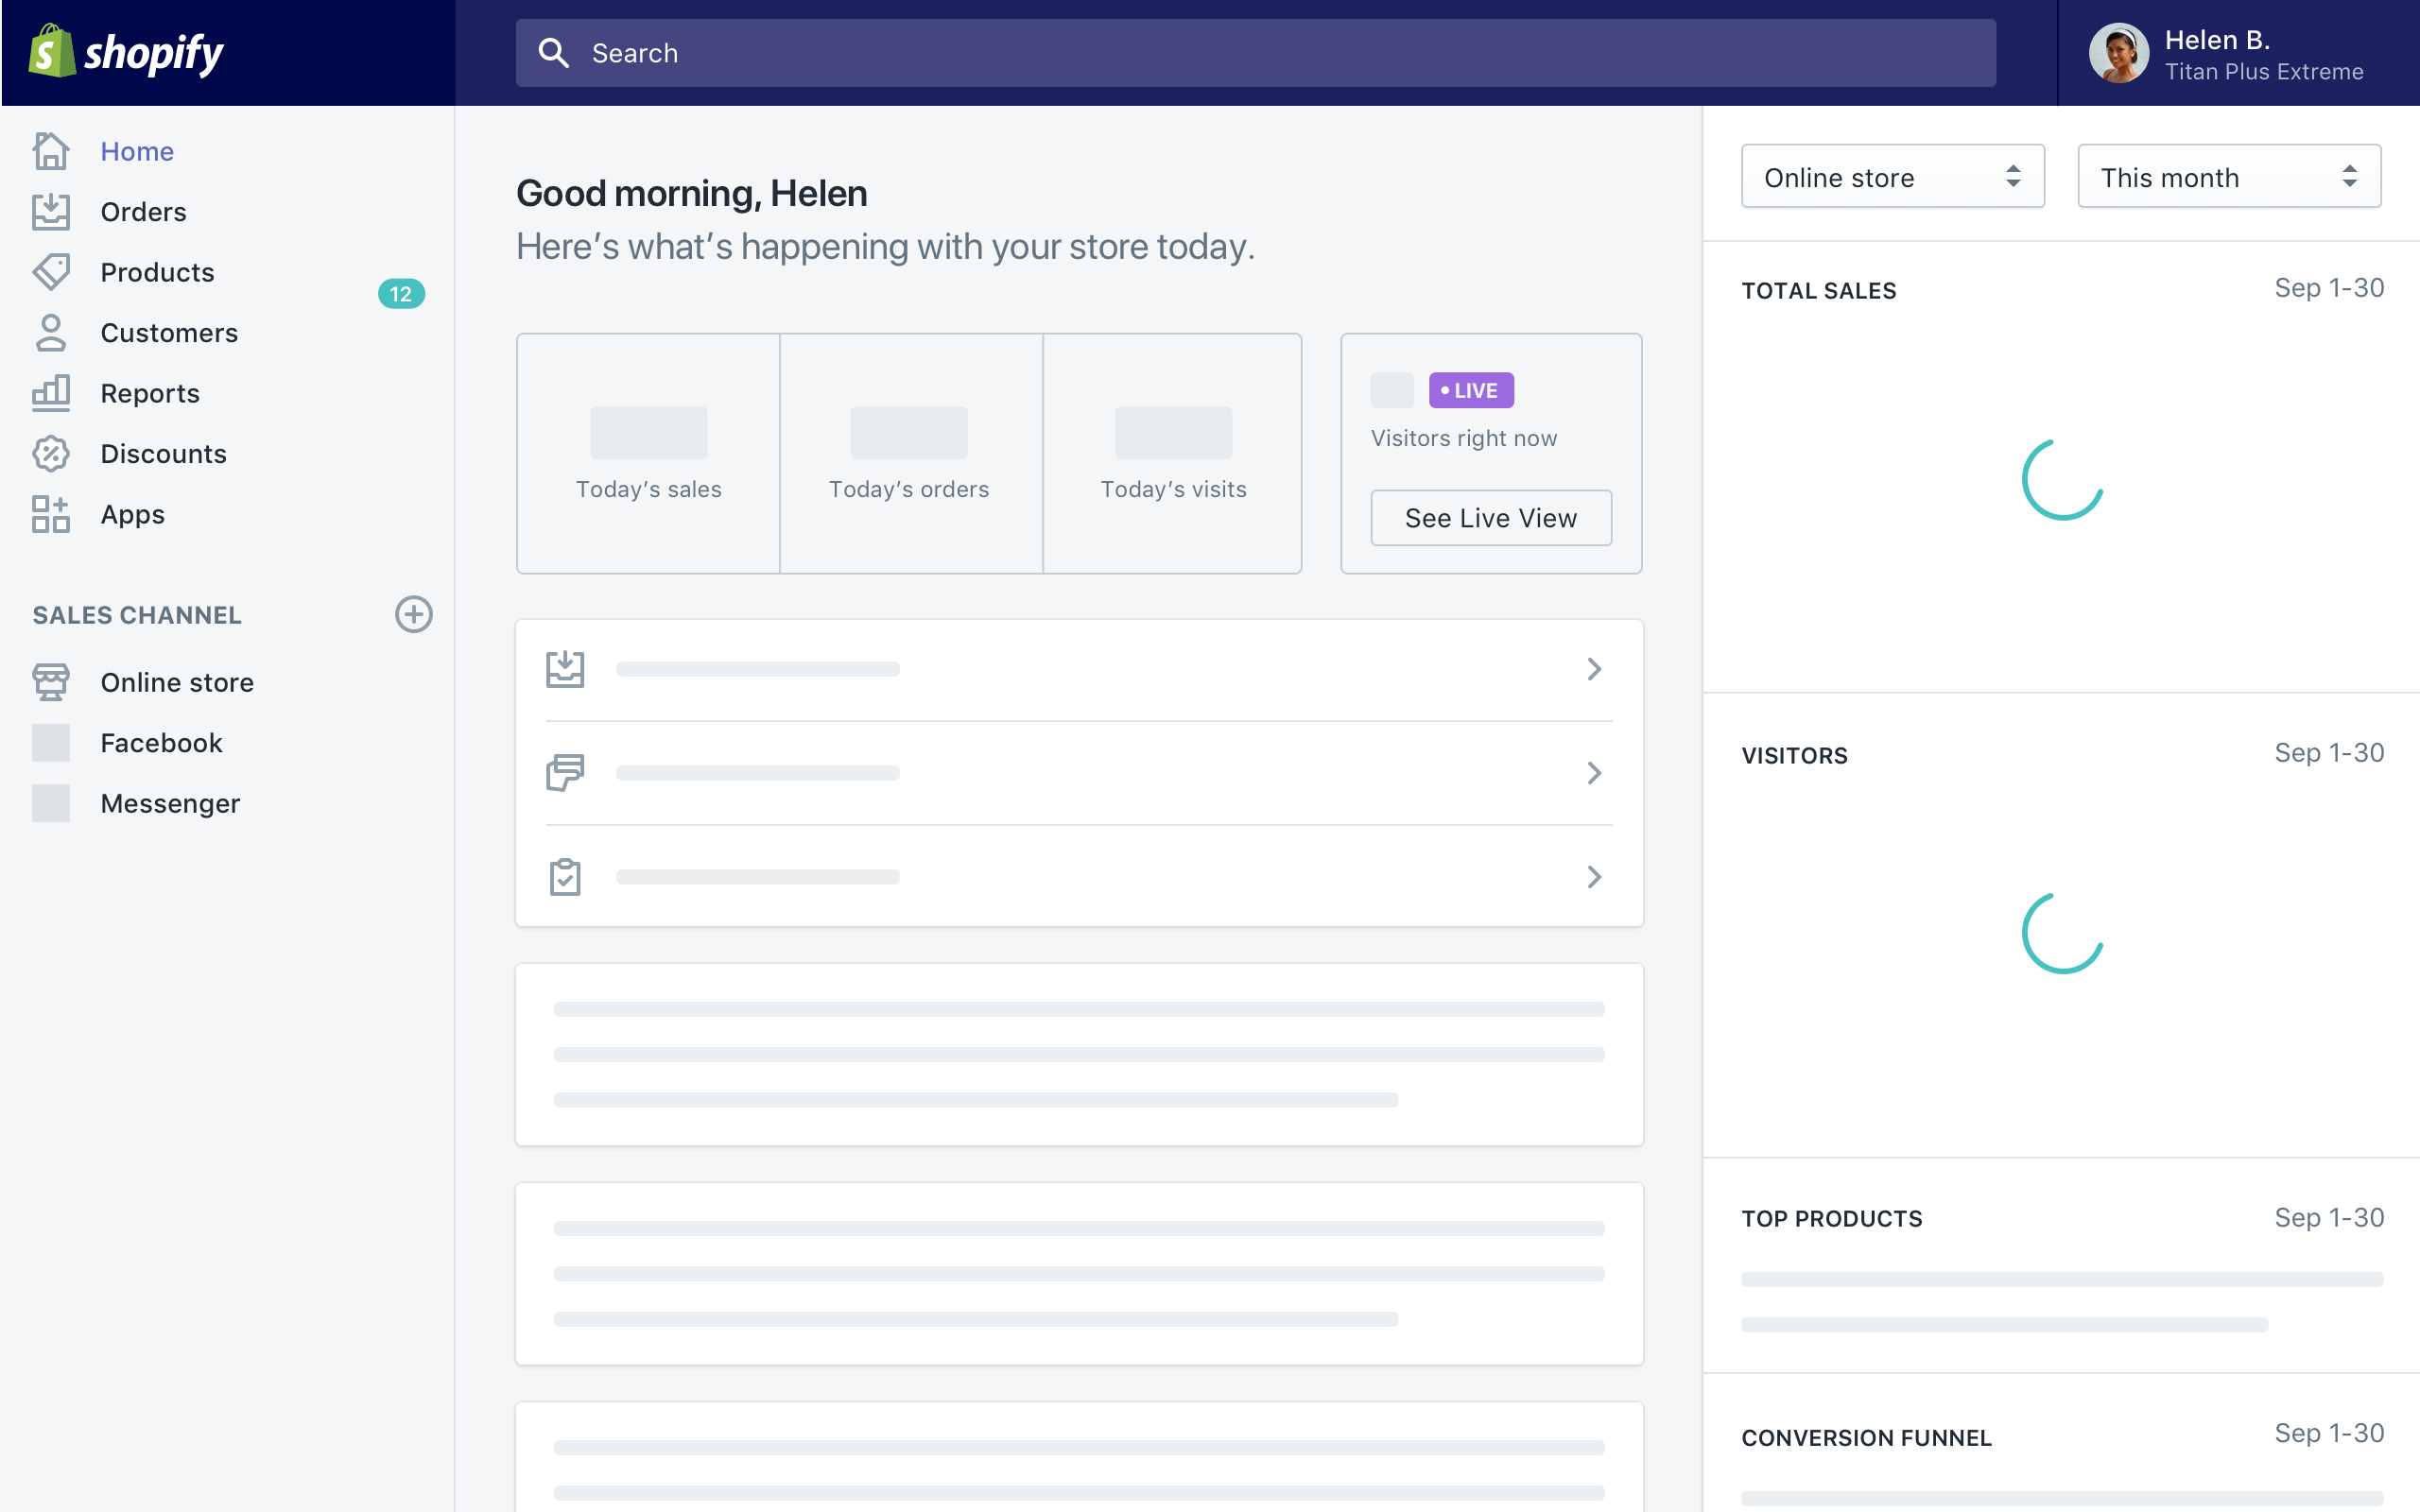 shopify
Search
Helen B.
Titan Plus Extreme
Home
Orders
Products
12
Customers
Reports
Discounts
Apps
SALES CHANNEL
Online store
Facebook
Messenger
Good morning, Helen
Here’s what’s happening with your store today.
Today’s sales
Today’s orders
Today’s visits
LIVE
Visitors right now
See Live View
Online store
This month
TOTAL SALES
Sep 1-30
VISITORS
Sep 1-30
TOP PRODUCTS
Sep 1-30
CONVERSION FUNNEL
Sep 1-30